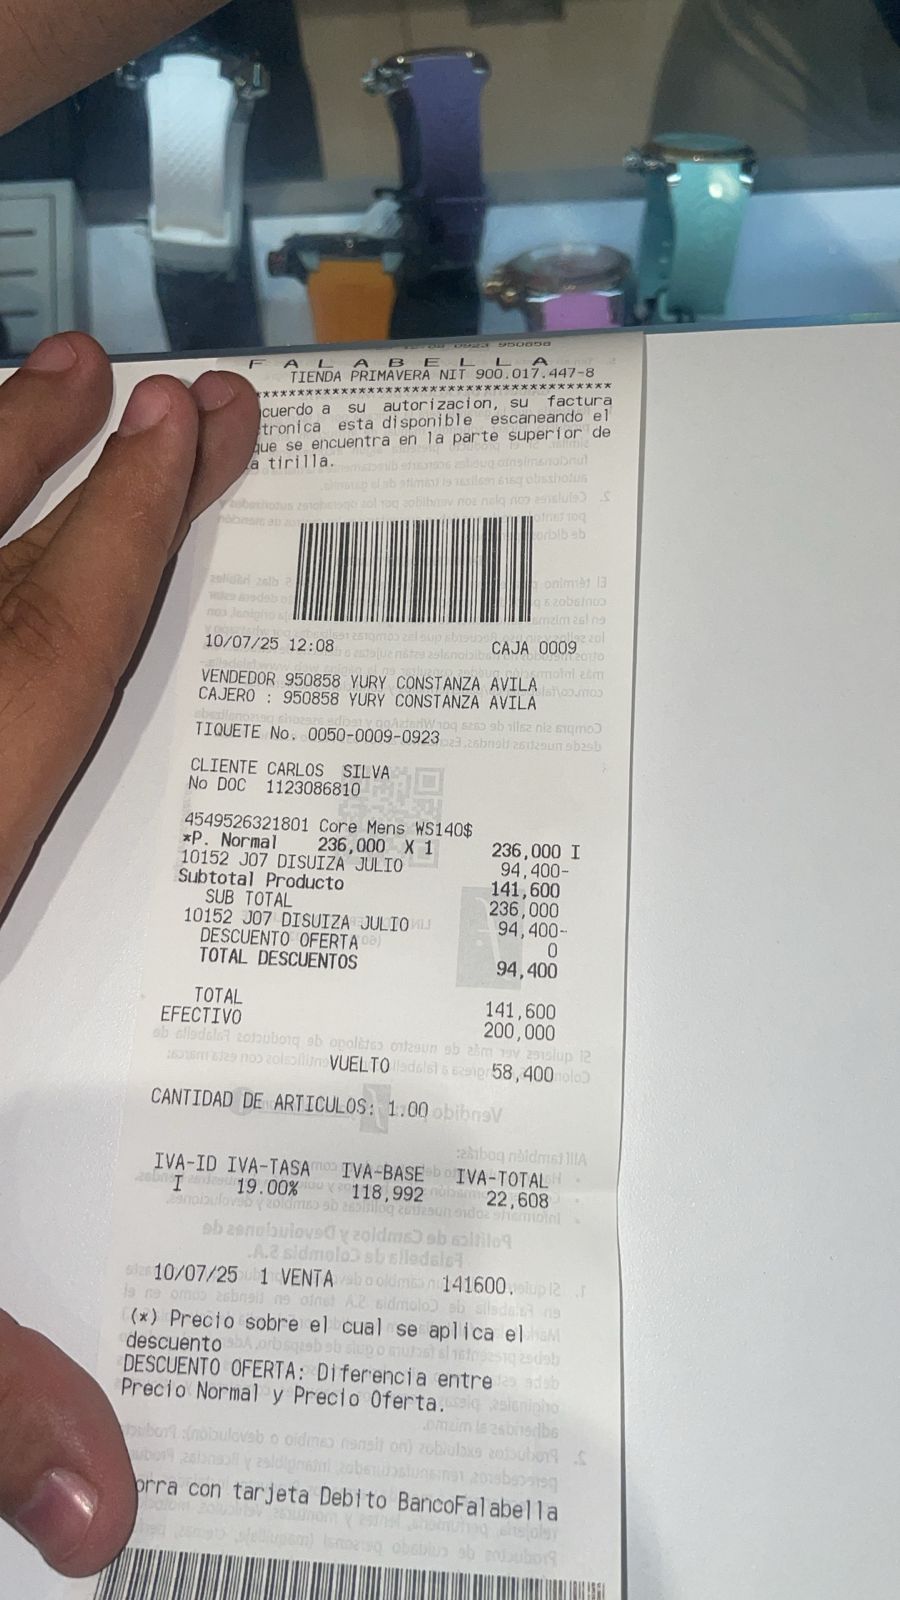 F A L A B E L L A
TIENDA PRIMAVERA NIT 900.017.447-8
****************************************************
cuerdo a su autorizacion, su factura
tronica esta disponible escaneando el
que se encuentra en la parte superior de
a tirilla.
10/07/25 12:08 CAJA 0009
VENDEDOR 950858 YURY CONSTANZA AVILA
CAJERO : 950858 YURY CONSTANZA AVILA
TIQUETE No. 0050-0009-0923
CLIENTE CARLOS SILVA
No DOC 1123086810
4549526321801 Core Mens WS140$
*P. Normal 236,000 X 1 236,000 I
10152 J07 DISUIZA JULIO 94,400-
Subtotal Producto 141,600
SUB TOTAL 236,000
10152 J07 DISUIZA JULIO 94,400-
DESCUENTO OFERTA 0
TOTAL DESCUENTOS 94,400
TOTAL 141,600
EFECTIVO 200,000
VUELTO 58,400
CANTIDAD DE ARTICULOS: 1.00
IVA-ID IVA-TASA IVA-BASE IVA-TOTAL
I 19.00% 118,992 22,608
10/07/25 1 VENTA 141600.
(*) Precio sobre el cual se aplica el
descuento
DESCUENTO OFERTA: Diferencia entre
Precio Normal y Precio Oferta.
orra con tarjeta Debito BancoFalabella